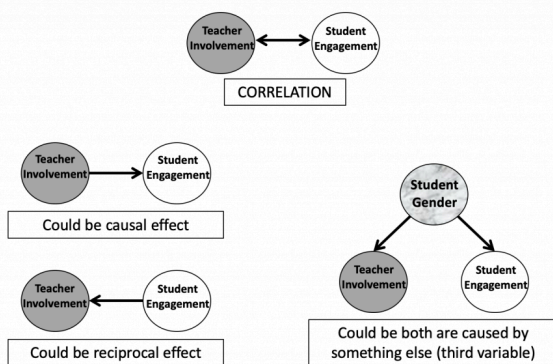 Teacher
Involvement
Student
Engagement
CORRELATION
Teacher
Involvement
Student
Engagement
Could be causal effect
Teacher
Involvement
Student
Engagement
Could be reciprocal effect
Student
Gender
Teacher
Involvement
Student
Engagement
Could be both are caused by
something else (third variable)